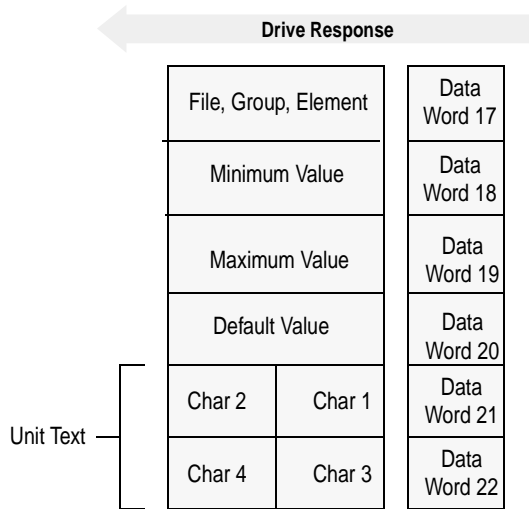 Drive Response
File, Group, Element
Data
Word 17
Minimum Value
Data
Word 18
Maximum Value
Data
Word 19
Default Value
Data
Word 20
Unit Text
Char 2
Char 1
Data
Word 21
Char 4
Char 3
Data
Word 22